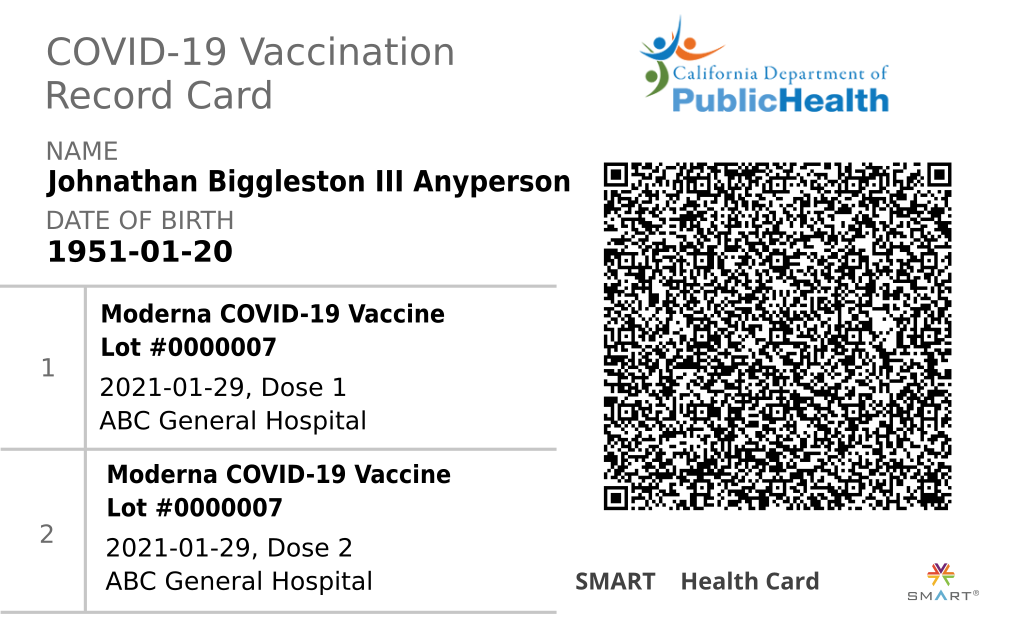 COVID-19 Vaccination
Record Card
California Department of
PublicHealth
NAME
Johnathan Biggleston III Anyperson
DATE OF BIRTH
1951-01-20
1
Moderna COVID-19 Vaccine
Lot #0000007
2021-01-29, Dose 1
ABC General Hospital
2
Moderna COVID-19 Vaccine
Lot #0000007
2021-01-29, Dose 2
ABC General Hospital
SMART Health Card
SMART®